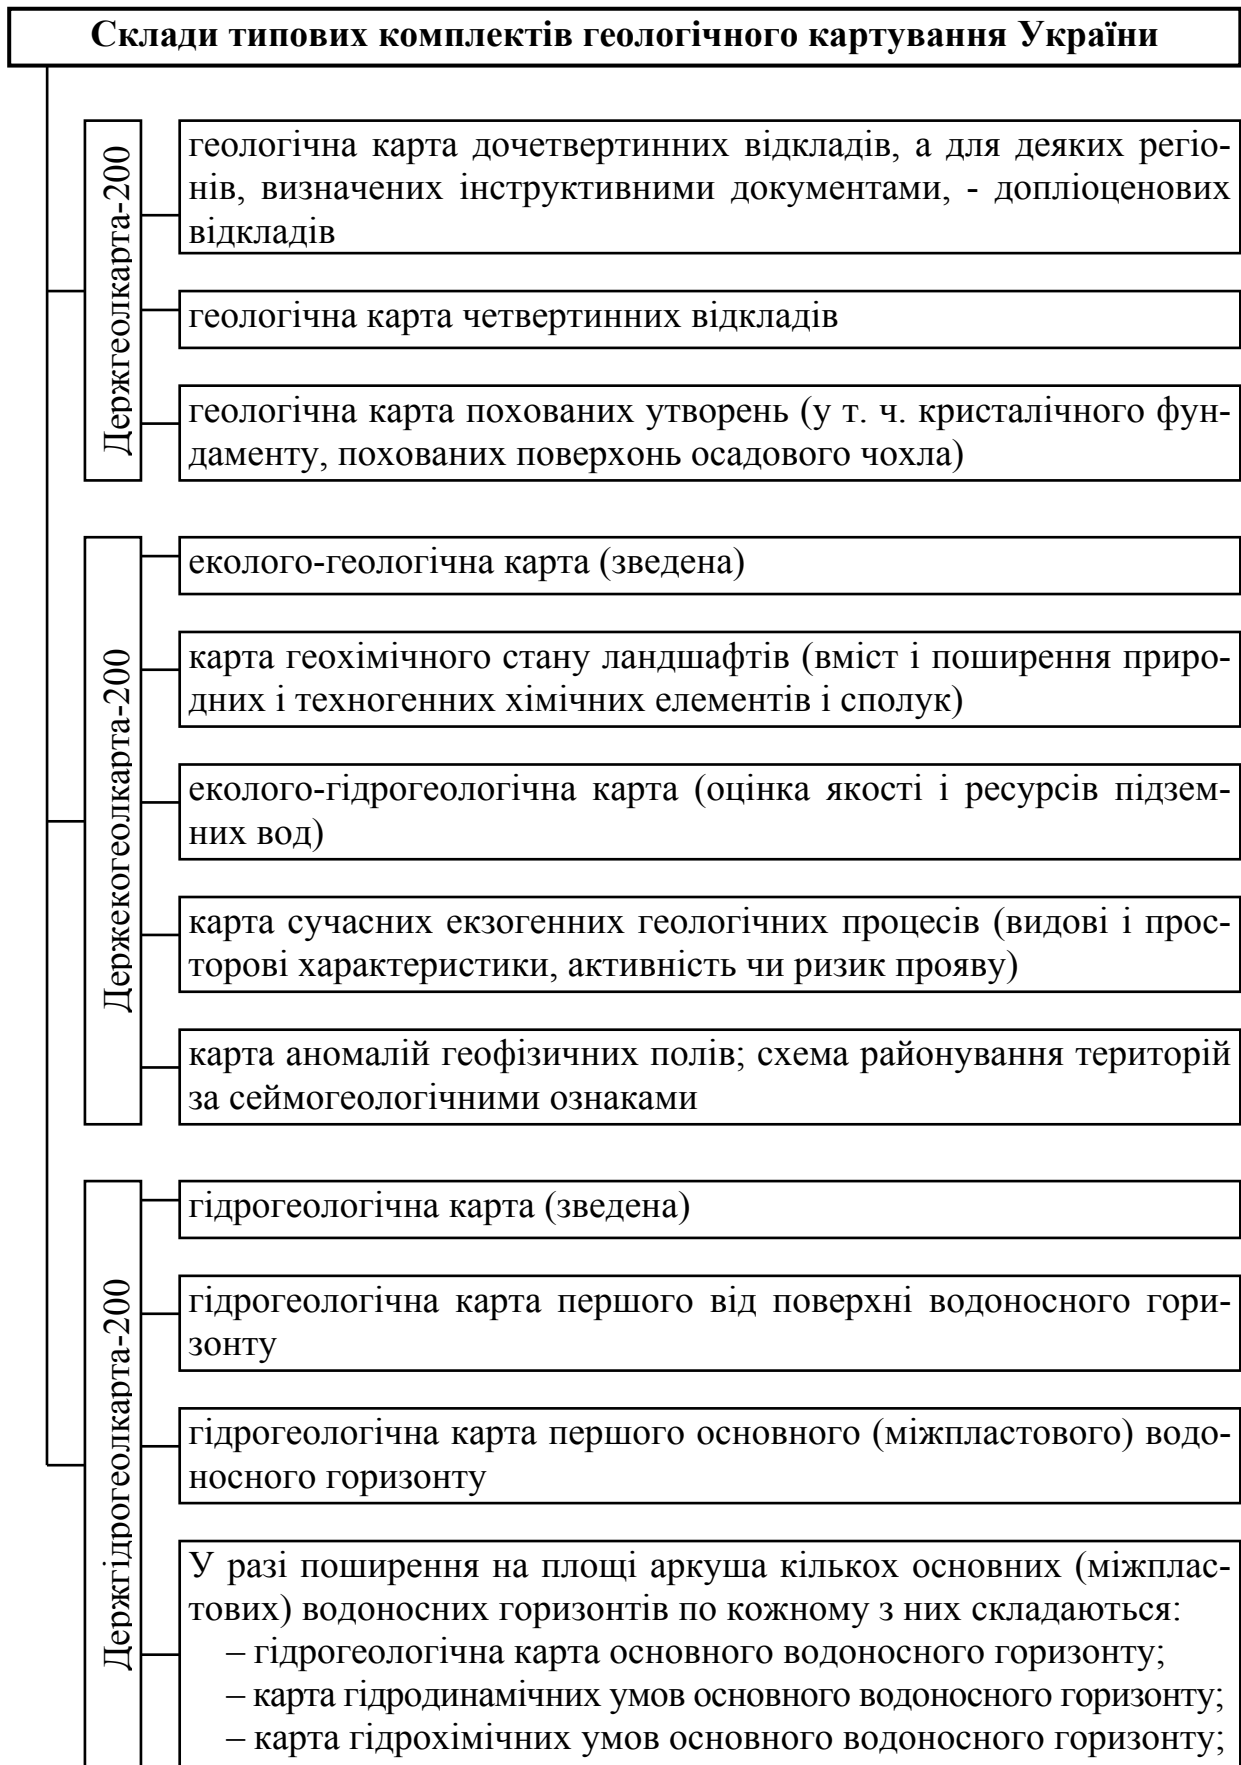 Склади типових комплектів геологічного картування України
Держгеолкарта-200
геологічна карта дочетвертинних відкладів, а для деяких регіо-
нів, визначених інструктивними документами, - допліоценових
відкладів
геологічна карта четвертинних відкладів
геологічна карта похованих утворень (у т. ч. кристалічного фун-
даменту, похованих поверхонь осадового чохла)
Держекогеолкарта-200
еколого-геологічна карта (зведена)
карта геохімічного стану ландшафтів (вміст і поширення приро-
дних і техногенних хімічних елементів і сполук)
еколого-гідрогеологічна карта (оцінка якості і ресурсів підзем-
них вод)
карта сучасних екзогенних геологічних процесів (видові і прос-
торові характеристики, активність чи ризик прояву)
карта аномалій геофізичних полів; схема районування територій
за сеймогеологічними ознаками
Держгідрогеолкарта-200
гідрогеологічна карта (зведена)
гідрогеологічна карта першого від поверхні водоносного гори-
зонту
гідрогеологічна карта першого основного (міжпластового) водо-
носного горизонту
У разі поширення на площі аркуша кількох основних (міжплас-
тових) водоносних горизонтів по кожному з них складаються:
– гідрогеологічна карта основного водоносного горизонту;
– карта гідродинамічних умов основного водоносного горизонту;
– карта гідрохімічних умов основного водоносного горизонту;